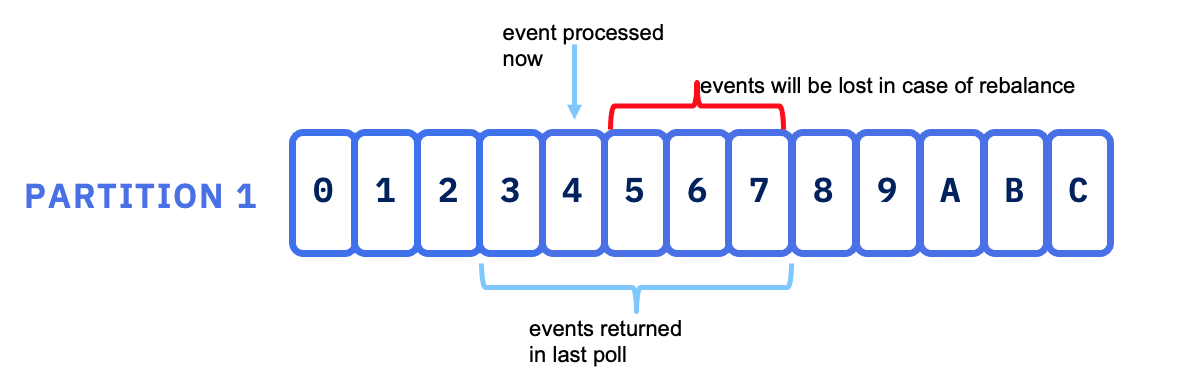 event processed
now
events will be lost in case of rebalance
PARTITION 1
0 1 2 3 4 5 6 7 8 9 A B C
events returned
in last poll